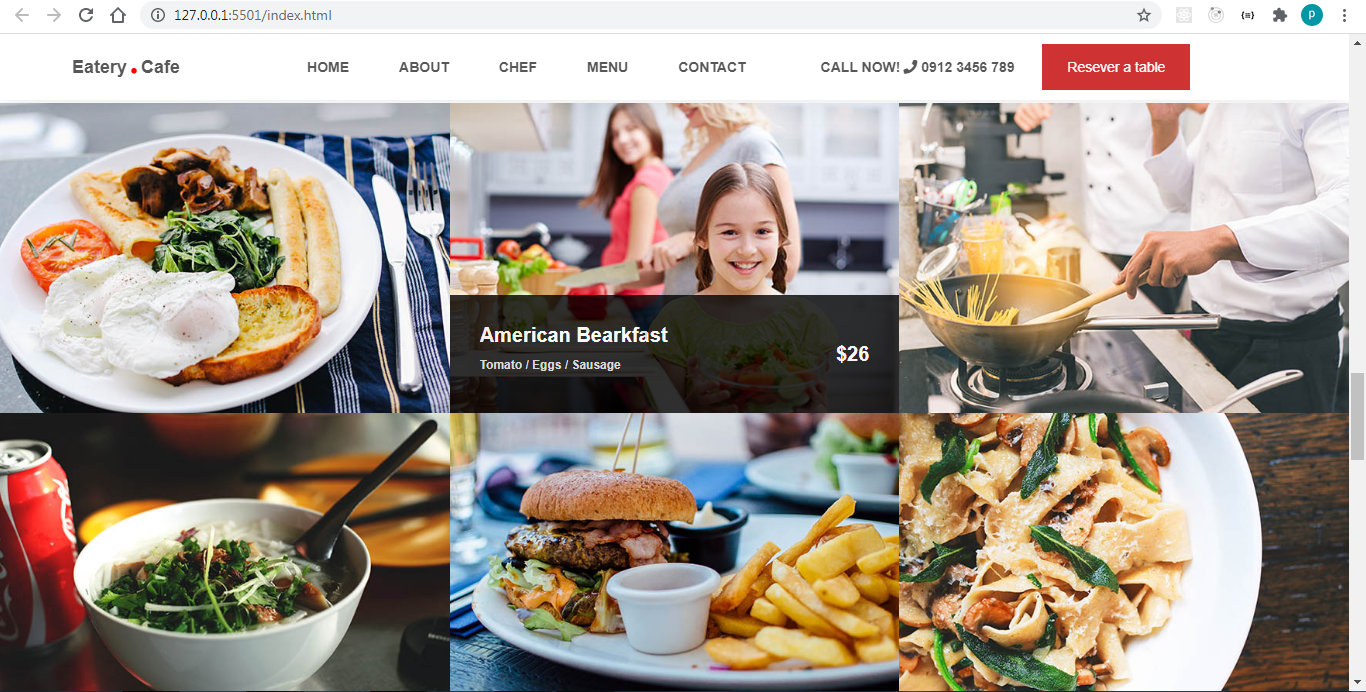 127.0.0.1:5501/index.html
P
Eatery . Cafe HOME ABOUT CHEF MENU CONTACT CALL NOW! 0912 3456 789 Resever a table
American Bearkfast
Tomato / Eggs / Sausage
$26